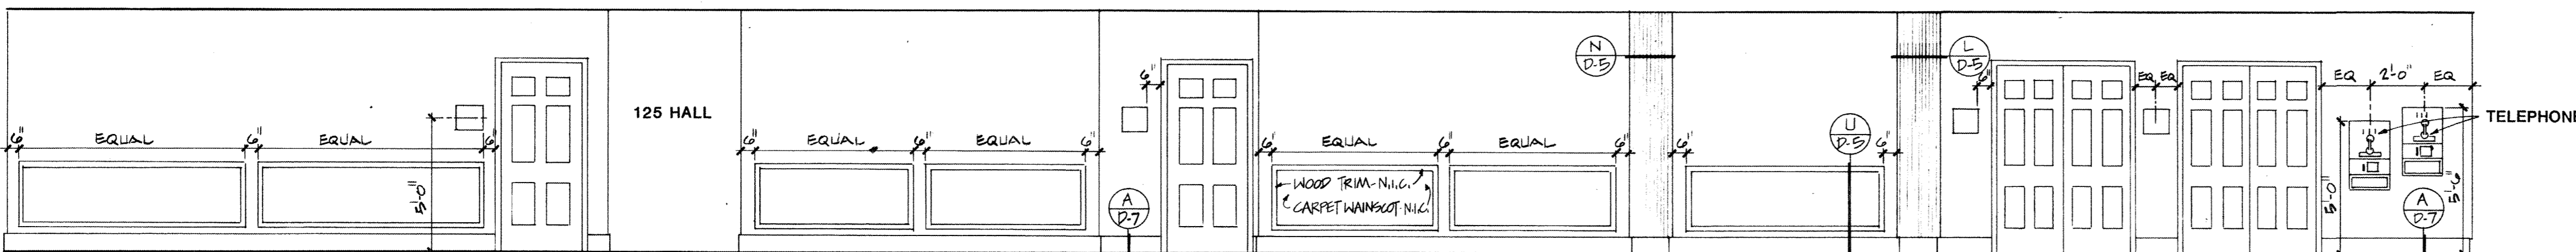 N
D-5
L
D-5
6"
6"
EQ EQ
EQ 2'-0" EQ
125 HALL
TELEPHONE
6" EQUAL 6" EQUAL 6"
6" EQUAL 6" EQUAL 6"
6" EQUAL 6" EQUAL 6"
6" 6"
U
D-5
WOOD TRIM-N.I.C.
CARPET WAINSCOT-N.I.C.
5'-0"
A
D-7
5'-0"
5'-6"
A
D-7